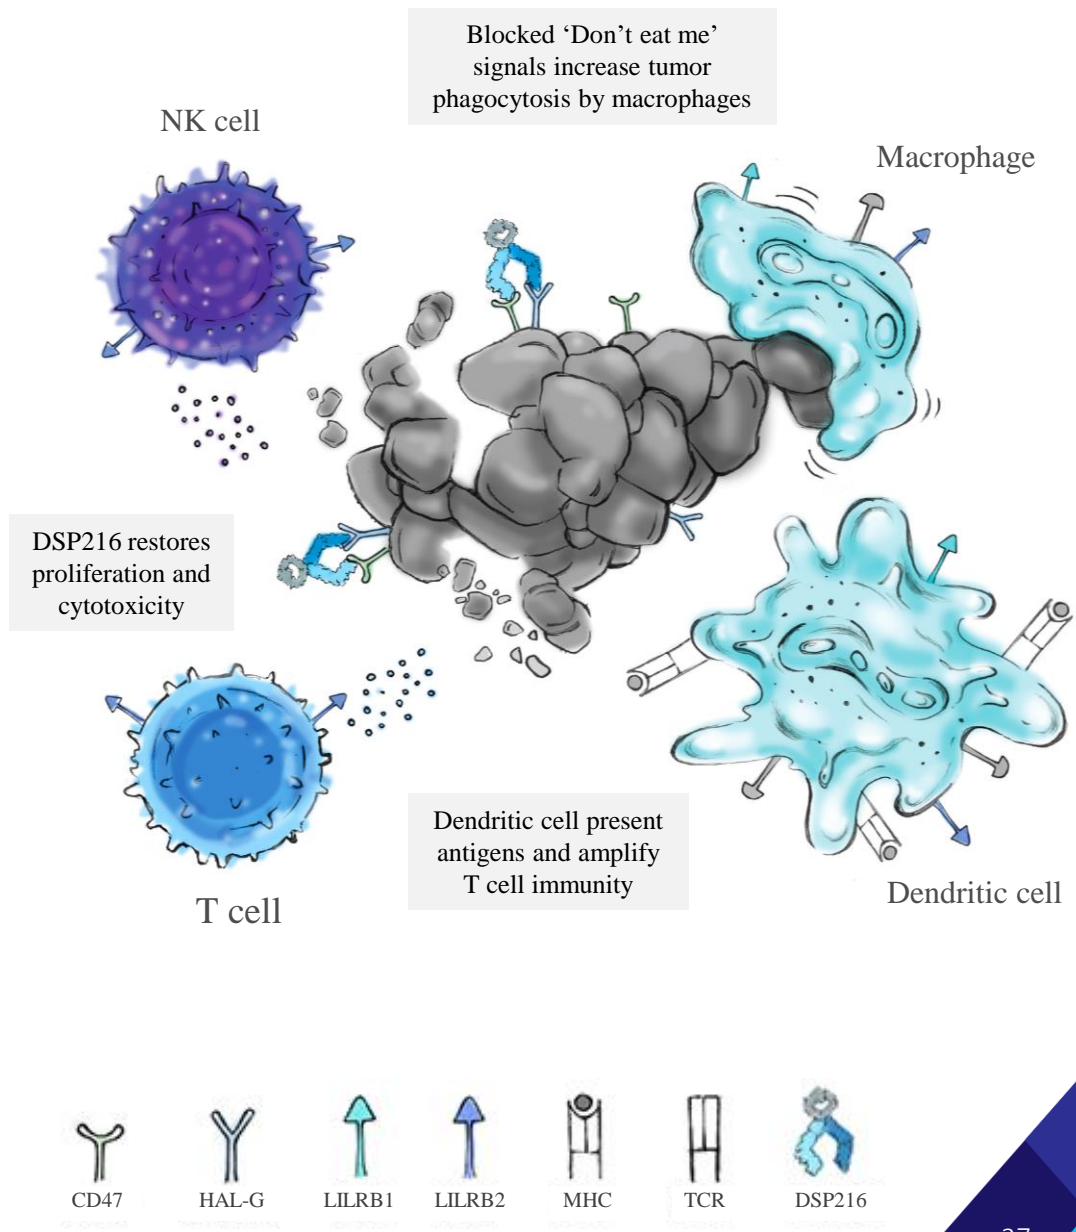 Blocked ‘Don’t eat me’
signals increase tumor
phagocytosis by macrophages
NK cell
Macrophage
DSP216 restores
proliferation and
cytotoxicity
T cell
Dendritic cell present
antigens and amplify
T cell immunity
Dendritic cell
CD47
HAL-G
LILRB1
LILRB2
MHC
TCR
DSP216